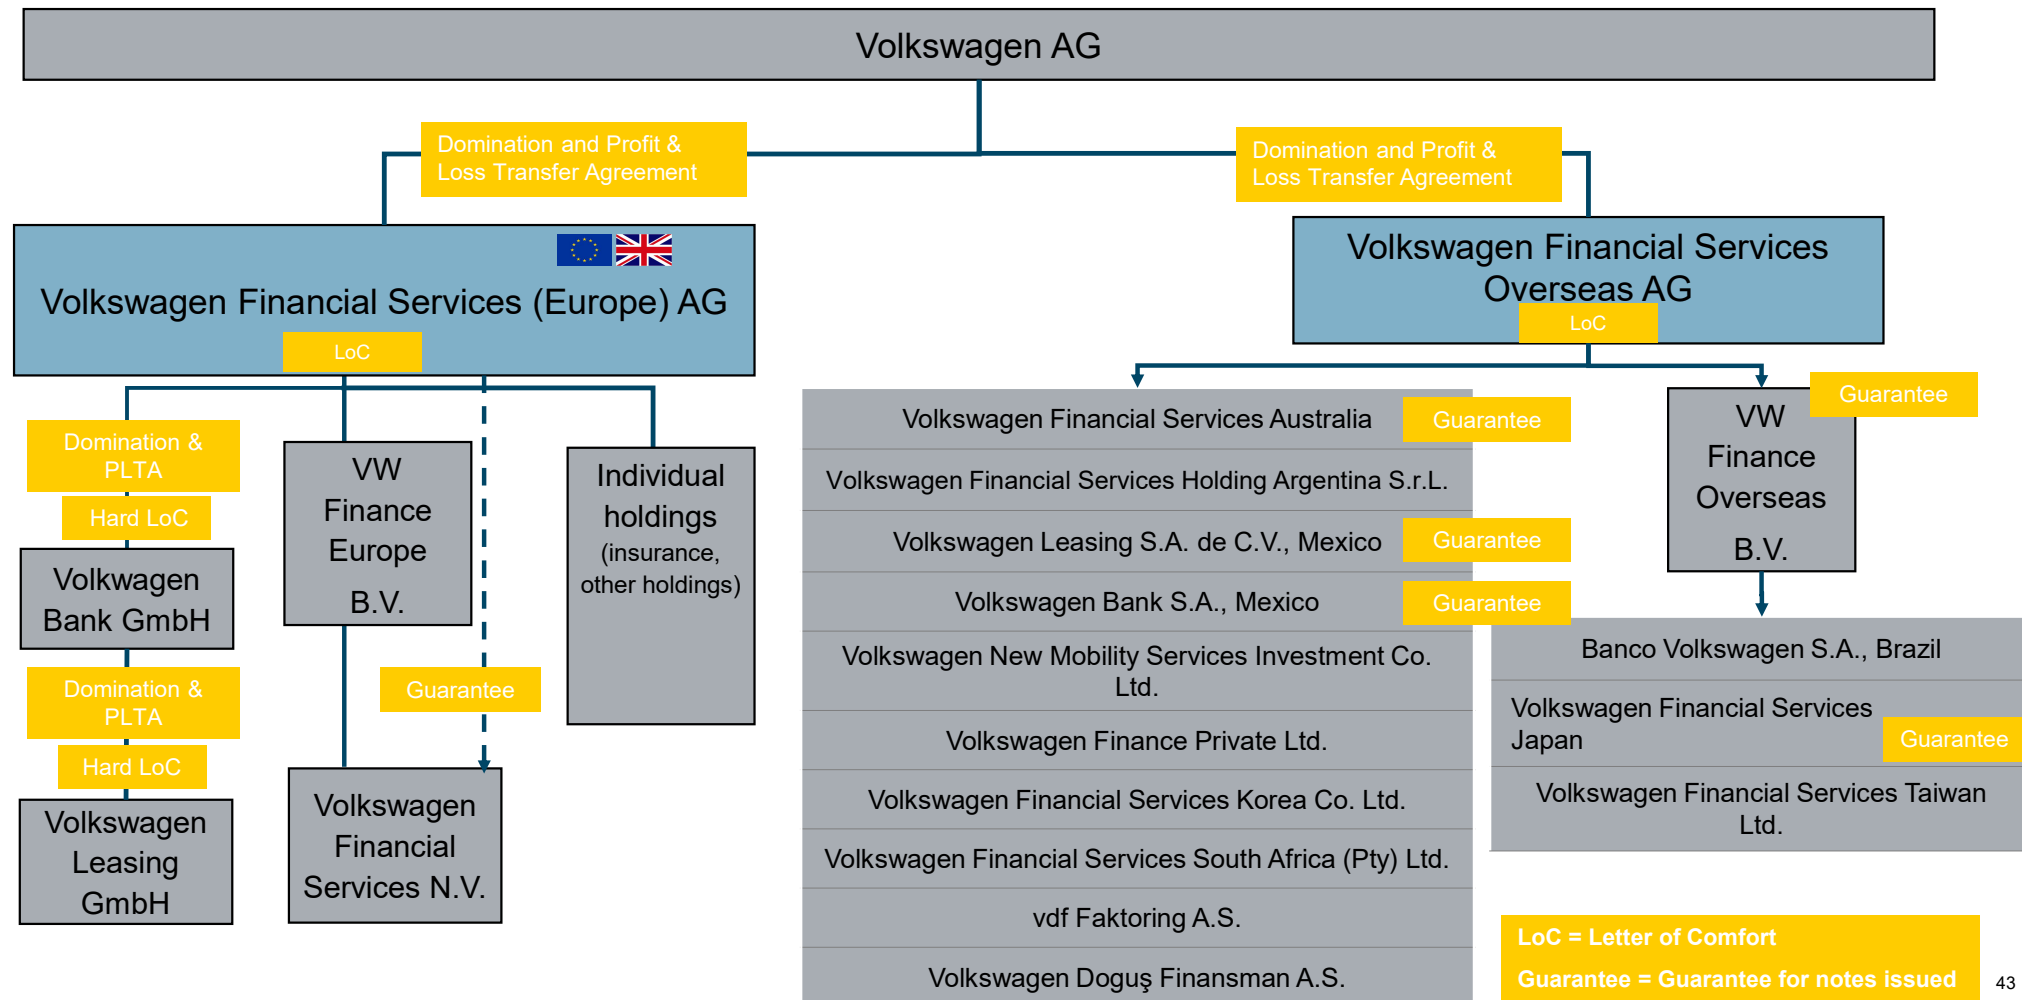 Volkswagen AG
Domination and Profit &
Loss Transfer Agreement
Domination and Profit &
Loss Transfer Agreement
Volkswagen Financial Services (Europe) AG
LoC
Volkswagen Financial Services
Overseas AG
LoC
Domination &
PLTA
Hard LoC
Volkwagen
Bank GmbH
Domination &
PLTA
Hard LoC
Volkswagen
Leasing
GmbH
VW
Finance
Europe
B.V.
Guarantee
Volkswagen
Financial
Services N.V.
Individual
holdings
(insurance,
other holdings)
Volkswagen Financial Services Australia
Guarantee
Volkswagen Financial Services Holding Argentina S.r.L.
Volkswagen Leasing S.A. de C.V., Mexico
Guarantee
Volkswagen Bank S.A., Mexico
Guarantee
Volkswagen New Mobility Services Investment Co.
Ltd.
Volkswagen Finance Private Ltd.
Volkswagen Financial Services Korea Co. Ltd.
Volkswagen Financial Services South Africa (Pty) Ltd.
vdf Faktoring A.S.
Volkswagen Doguş Finansman A.S.
Guarantee
VW
Finance
Overseas
B.V.
Banco Volkswagen S.A., Brazil
Volkswagen Financial Services
Japan
Guarantee
Volkswagen Financial Services Taiwan
Ltd.
LoC = Letter of Comfort
Guarantee = Guarantee for notes issued
43